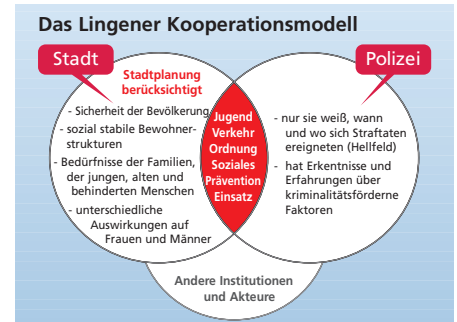 Das Lingener Kooperationsmodell
Stadt
Polizei
Stadtplanung
berücksichtigt
- Sicherheit der Bevölkerung
- sozial stabile Bewohner-
strukturen
- Bedürfnisse der Familien,
der jungen, alten und
behinderten Menschen
- unterschiedliche
Auswirkungen auf
Frauen und Männer
Jugend
Verkehr
Ordnung
Soziales
Prävention
Einsatz
- nur sie weiß, wann
und wo sich Straftaten
ereigneten (Hellfeld)
- hat Erkentnisse und
Erfahrungen über
kriminalitätsförderne
Faktoren
Andere Institutionen
und Akteure